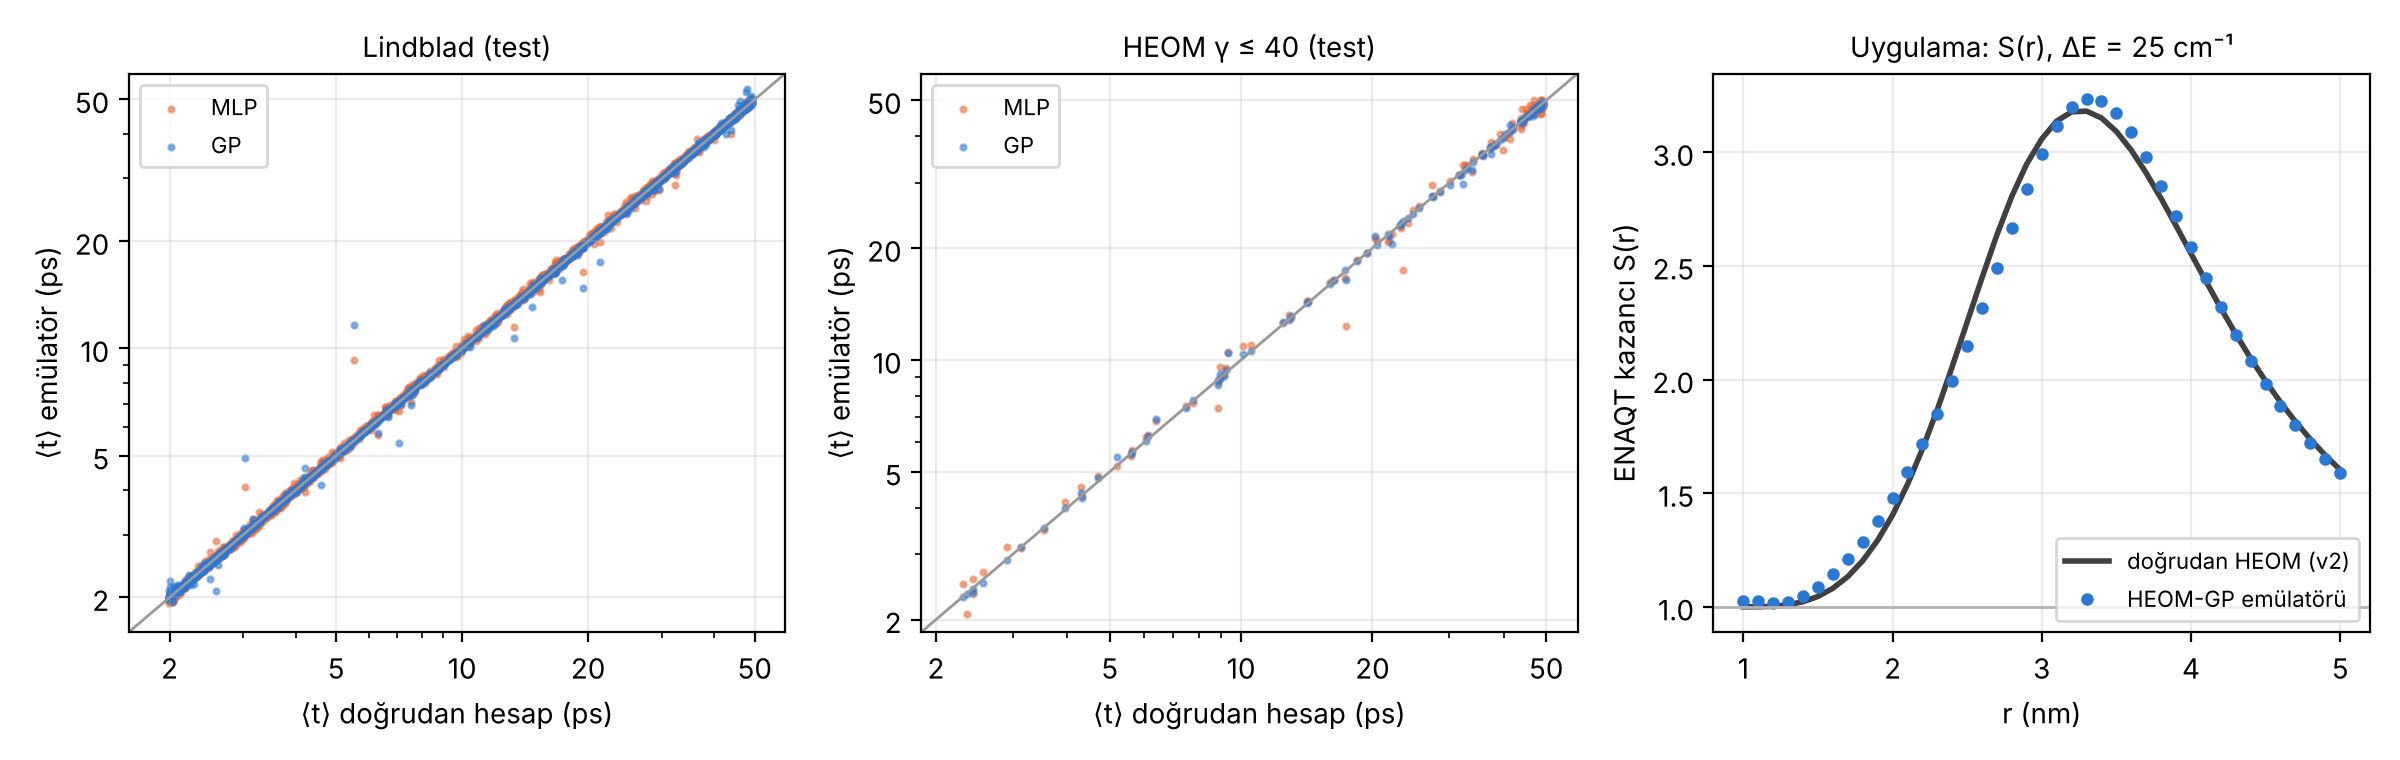 Lindblad (test)
MLP
GP
50
20
10
5
2
2
5
10
20
50
⟨t⟩ emülatör (ps)
⟨t⟩ doğrudan hesap (ps)
HEOM γ ≤ 40 (test)
MLP
GP
50
20
10
5
2
2
5
10
20
50
⟨t⟩ emülatör (ps)
⟨t⟩ doğrudan hesap (ps)
Uygulama: S(r), ΔE = 25 cm⁻¹
3.0
2.5
2.0
1.5
1.0
1
2
3
4
5
ENAQT kazancı S(r)
r (nm)
doğrudan HEOM (v2)
HEOM-GP emülatörü